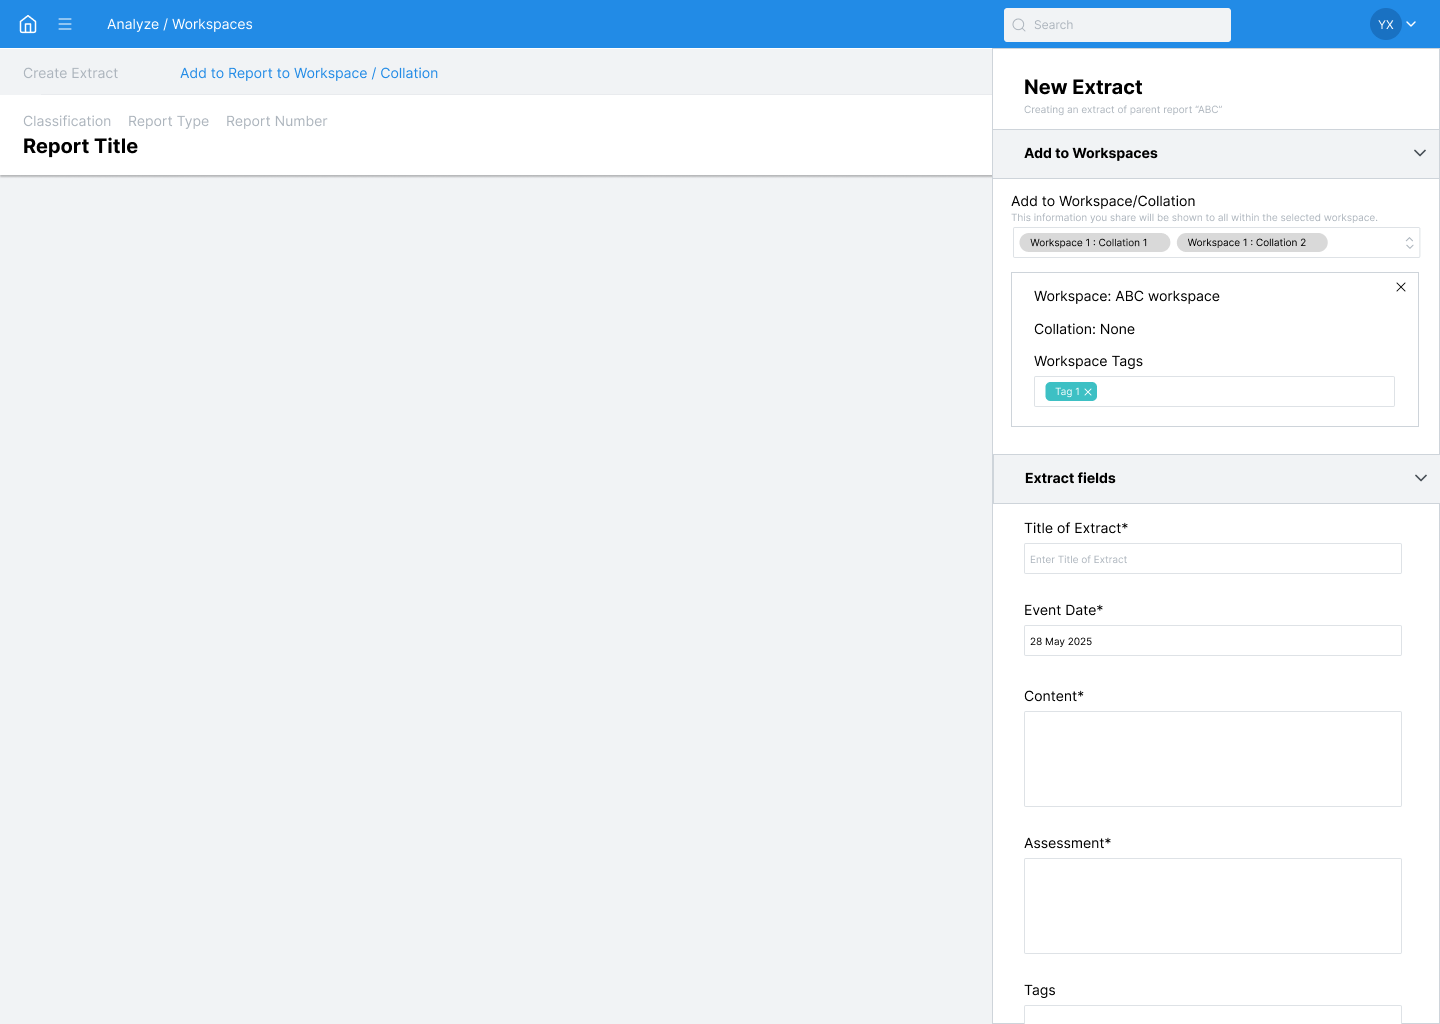 Analyze / Workspaces
Search
YX
Create Extract
Add to Report to Workspace / Collation
Classification Report Type Report Number
Report Title
New Extract
Creating an extract of parent report "ABC"
Add to Workspaces
Add to Workspace/Collation
This information you share will be shown to all within the selected workspace.
Workspace 1 : Collation 1
Workspace 1 : Collation 2
Workspace: ABC workspace
Collation: None
Workspace Tags
Tag 1
Extract fields
Title of Extract*
Enter Title of Extract
Event Date*
28 May 2025
Content*
Assessment*
Tags